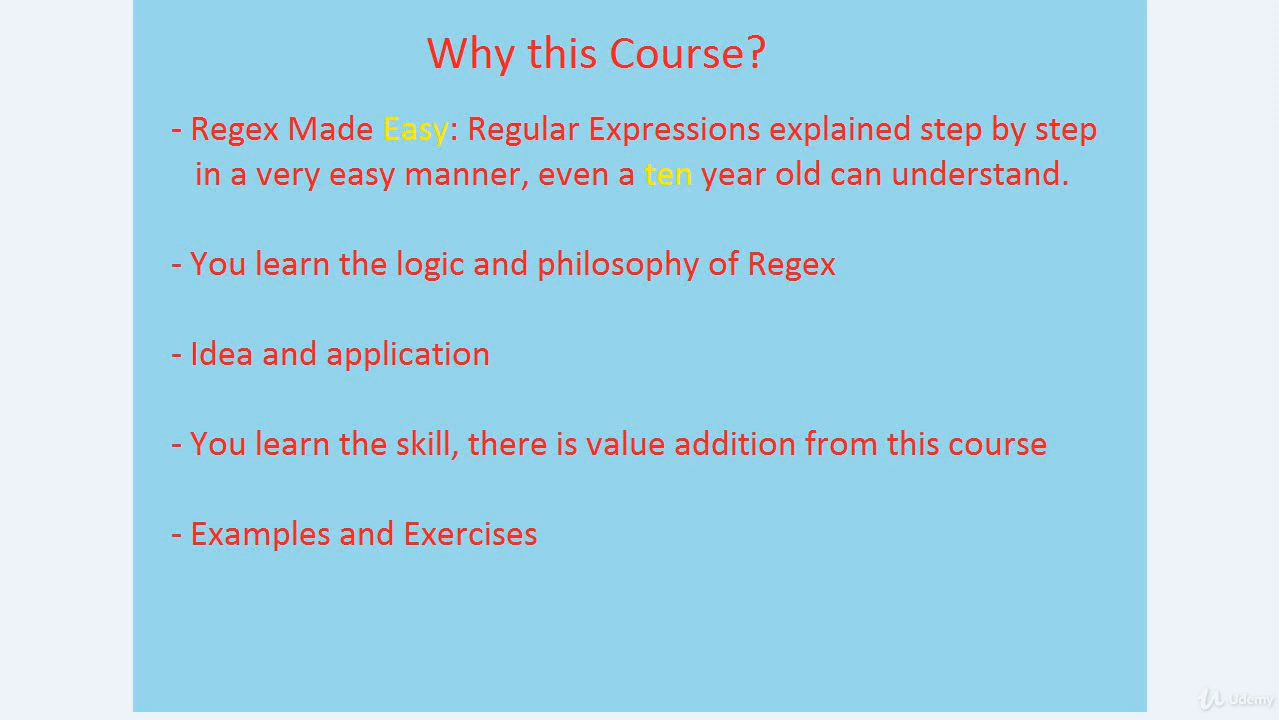 Why this Course?
- Regex Made Easy: Regular Expressions explained step by step
in a very easy manner, even a ten year old can understand.
- You learn the logic and philosophy of Regex
- Idea and application
- You learn the skill, there is value addition from this course
- Examples and Exercises
Udemy